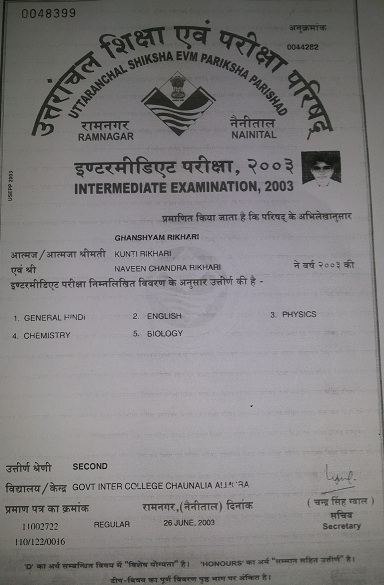 0048399
अनुक्रमांक
0044282
उत्तरांचल शिक्षा एवं परीक्षा परिषद्
UTTARANCHAL SHIKSHA EVM PARIKSHA PARISHAD
रामनगर नैनीताल
RAMNAGAR NAINITAL
इण्टरमीडिएट परीक्षा, २००३
INTERMEDIATE EXAMINATION, 2003
प्रमाणित किया जाता है कि परिषद् के अभिलेखानुसार
GHANSHYAM RIKHARI
आत्मज/आत्मजा श्रीमती KUNTI RIKHARI
एवं श्री NAVEEN CHANDRA RIKHARI ने वर्ष २००३ की
इण्टरमीडिएट परीक्षा निम्नलिखित विवरण के अनुसार उत्तीर्ण की है -
1. GENERAL HINDI 2. ENGLISH 3. PHYSICS
4. CHEMISTRY 5. BIOLOGY
उत्तीर्ण श्रेणी SECOND
विद्यालय/केन्द्र GOVT INTER COLLEGE CHAUNALIA
प्रमाण पत्र का क्रमांक रामनगर,(नैनीताल) दिनांक
11002722 REGULAR 26 JUNE, 2003
110/122/0016
( चन्द्र सिंह ग्वाल )
सचिव
Secretary
'D' का अर्थ सम्बन्धित विषय में "विशेष योग्यता" है। 'HONOURS' का अर्थ "सम्मान सहित उत्तीर्ण" है।
टीप-विषय का पूर्ण विवरण पृष्ठ भाग पर अंकित है।